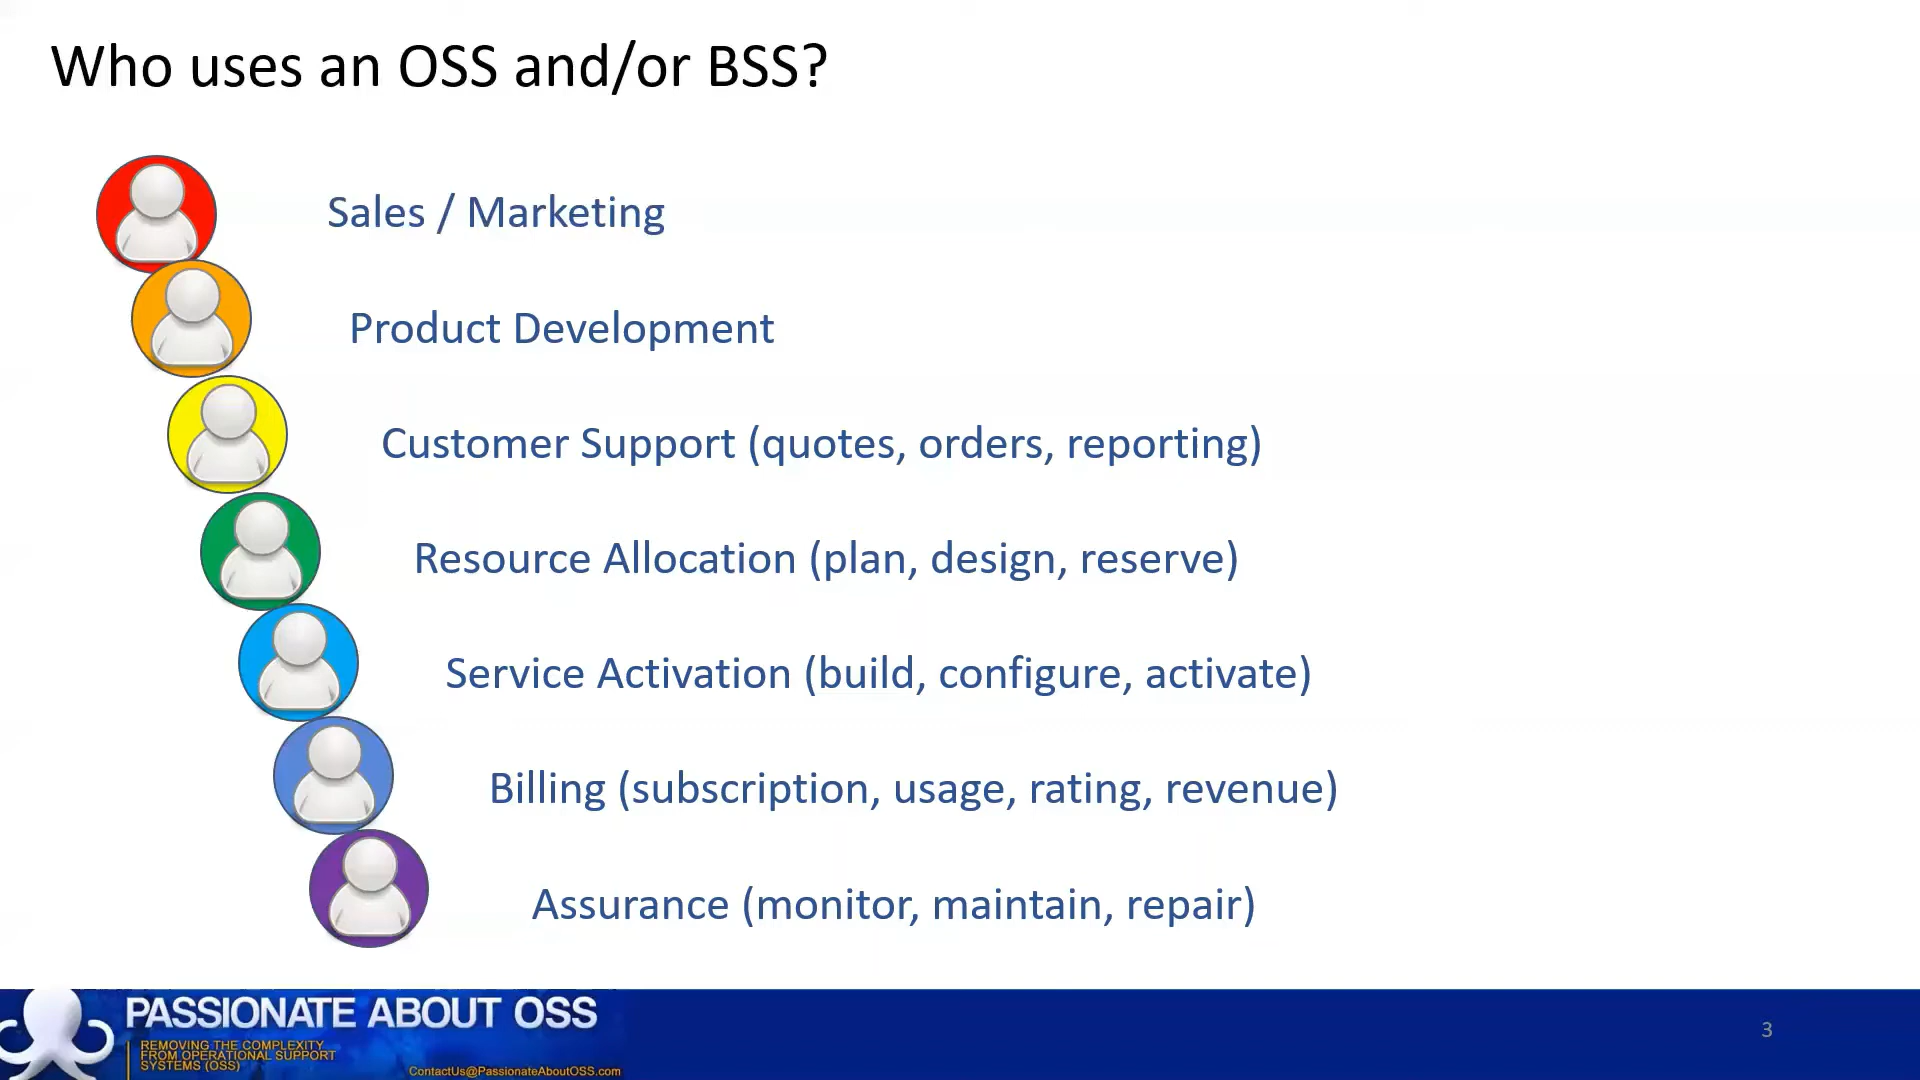 Who uses an OSS and/or BSS?
Sales / Marketing
Product Development
Customer Support (quotes, orders, reporting)
Resource Allocation (plan, design, reserve)
Service Activation (build, configure, activate)
Billing (subscription, usage, rating, revenue)
Assurance (monitor, maintain, repair)
PASSIONATE ABOUT OSS
REMOVING THE COMPLEXITY
FROM OPERATIONAL SUPPORT
SYSTEMS (OSS)
ContactUs@PassionateAboutOSS.com
3